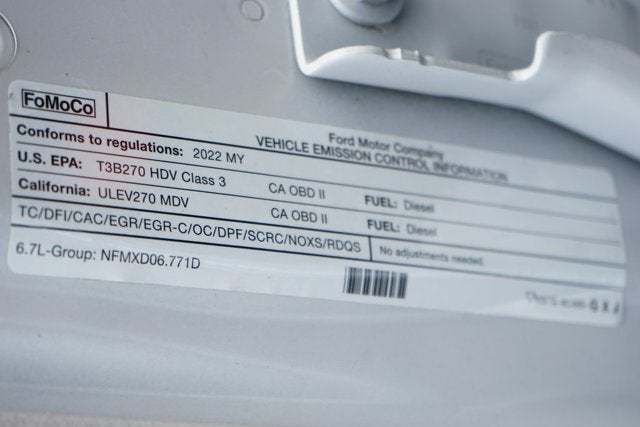 FoMoCo
Ford Motor Company
VEHICLE EMISSION CONTROL INFORMATION
Conforms to regulations: 2022 MY
U.S. EPA: T3B270 HDV Class 3 CA OBD II FUEL: Diesel
California: ULEV270 MDV CA OBD II FUEL: Diesel
TC/DFI/CAC/EGR/EGR-C/OC/DPF/SCRC/NOXS/RDQS No adjustments needed.
6.7L-Group: NFMXD06.771D